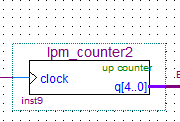 lpm_counter2
up counter
clock
q[4..0]
inst9